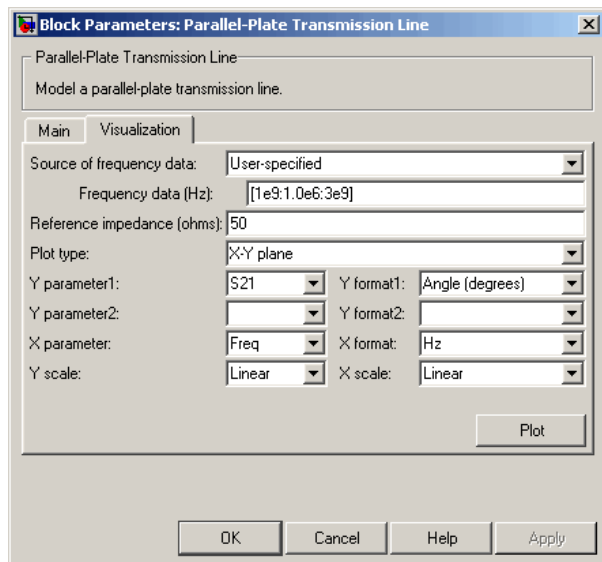 Block Parameters: Parallel-Plate Transmission Line
Parallel-Plate Transmission Line
Model a parallel-plate transmission line.
Main Visualization
Source of frequency data: User-specified
Frequency data (Hz): [1e9:1.0e6:3e9]
Reference impedance (ohms): 50
Plot type: X-Y plane
Y parameter1: S21 Y format1: Angle (degrees)
Y parameter2: Y format2:
X parameter: Freq X format: Hz
Y scale: Linear X scale: Linear
Plot
OK Cancel Help Apply